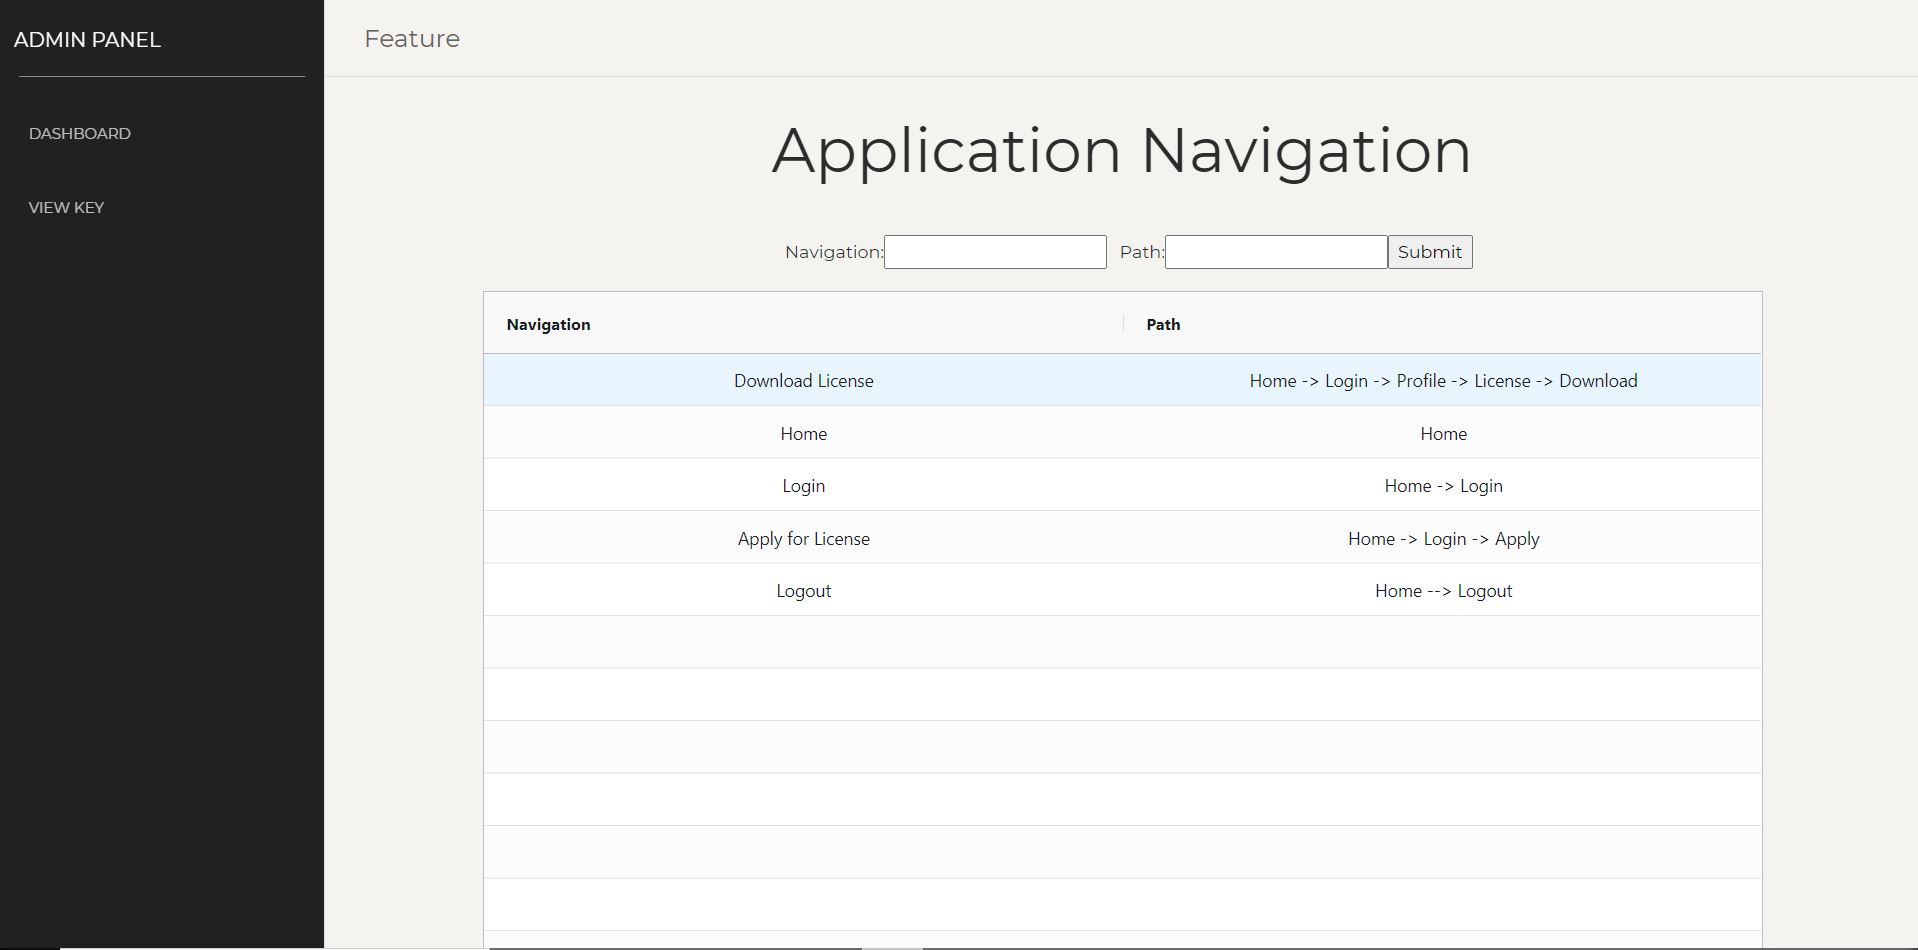 ADMIN PANEL
DASHBOARD
VIEW KEY
Feature
Application Navigation
Navigation: Path: Submit
Navigation Path
Download License Home -> Login -> Profile -> License -> Download
Home Home
Login Home -> Login
Apply for License Home -> Login -> Apply
Logout Home --> Logout